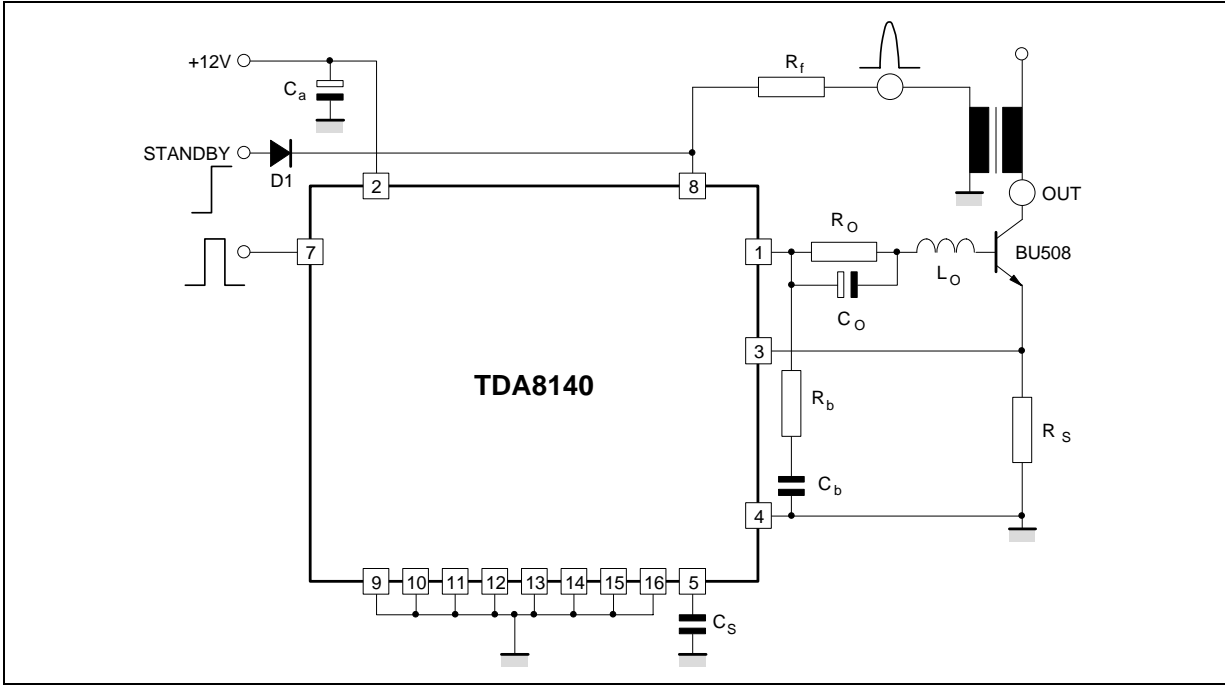 +12V
Ca
Rf
STANDBY
D1
2
8
OUT
7
1
RO
LO
BU508
CO
3
TDA8140
Rb
RS
Cb
4
9 10 11 12 13 14 15 16 5
CS